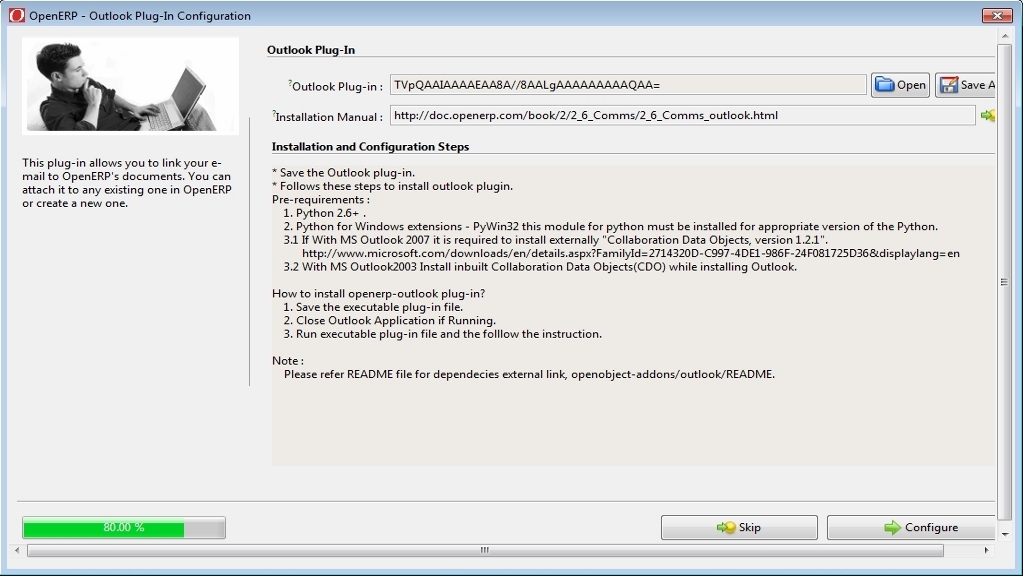 OpenERP - Outlook Plug-In Configuration
Outlook Plug-In
? Outlook Plug-in : TVpQAAIAAAAEAA8A//8AALgAAAAAAAAAQAA= Open Save A
? Installation Manual : http://doc.openerp.com/book/2/2_6_Comms/2_6_Comms_outlook.html
Installation and Configuration Steps
This plug-in allows you to link your e-
mail to OpenERP's documents. You can
attach it to any existing one in OpenERP
or create a new one.
* Save the Outlook plug-in.
* Follows these steps to install outlook plugin.
Pre-requirements :
1. Python 2.6+ .
2. Python for Windows extensions - PyWin32 this module for python must be installed for appropriate version of the Python.
3.1 If With MS Outlook 2007 it is required to install externally "Collaboration Data Objects, version 1.2.1".
http://www.microsoft.com/downloads/en/details.aspx?FamilyId=2714320D-C997-4DE1-986F-24F081725D36&displaylang=en
3.2 With MS Outlook2003 Install inbuilt Collaboration Data Objects(CDO) while installing Outlook.
How to install openerp-outlook plug-in?
1. Save the executable plug-in file.
2. Close Outlook Application if Running.
3. Run executable plug-in file and the folllow the instruction.
Note :
Please refer README file for dependecies external link, openobject-addons/outlook/README.
80.00 %
Skip
Configure